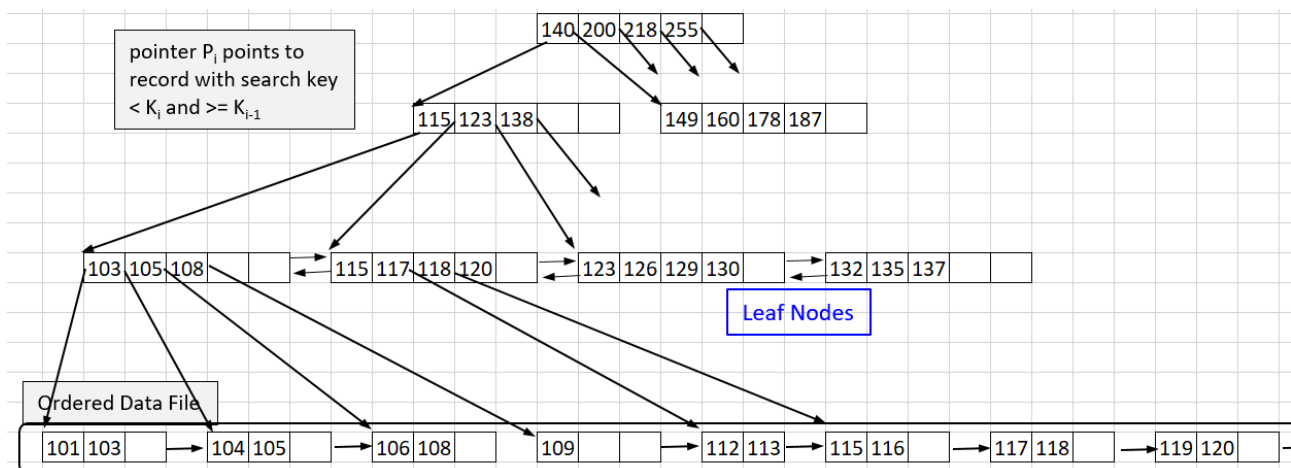 140 200 218 255
pointer Pi points to
record with search key
< Ki and >= Ki-1
115 123 138
149 160 178 187
103 105 108
115 117 118 120
123 126 129 130
132 135 137
Leaf Nodes
Ordered Data File
101 103
104 105
106 108
109
112 113
115 116
117 118
119 120